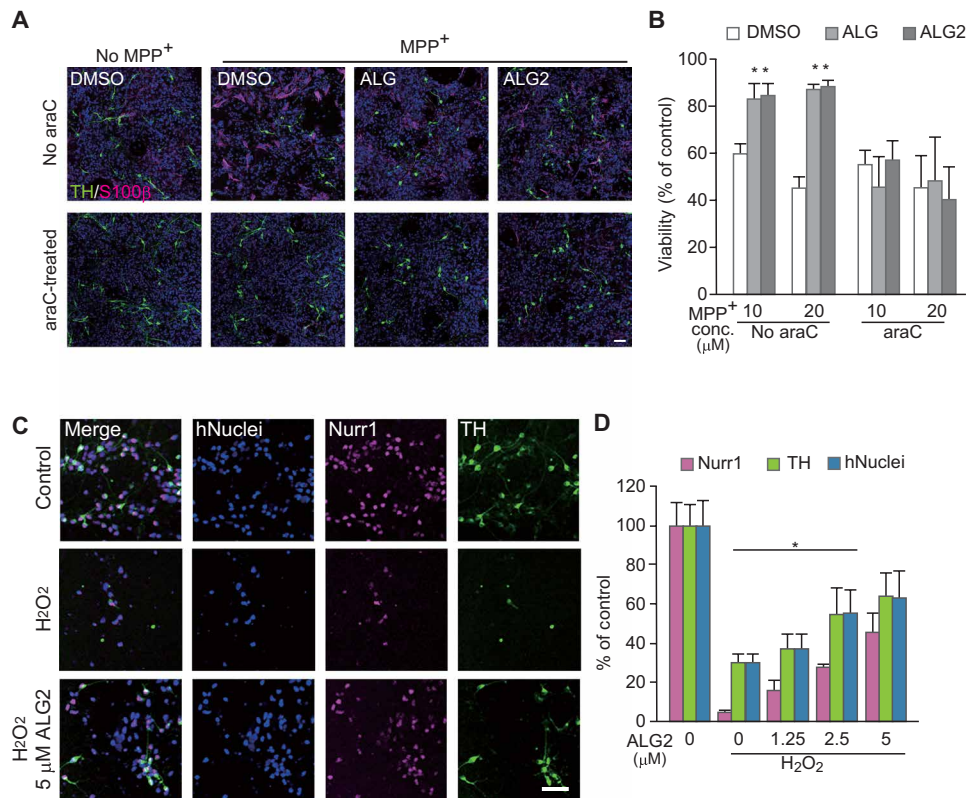 A
No MPP+
MPP+
DMSO
DMSO
ALG
ALG2
No araC
TH/S100β
araC-treated
B
DMSO
ALG
ALG2
Viability (% of control)
100
80
60
40
20
0
* *
* *
MPP+ conc. (μM)
10
20
10
20
No araC
araC
C
Merge
hNuclei
Nurr1
TH
Control
H2O2
H2O2
5 μM ALG2
D
Nurr1
TH
hNuclei
% of control
120
100
80
60
40
20
0
*
ALG2 (μM)
0
0
1.25
2.5
5
H2O2